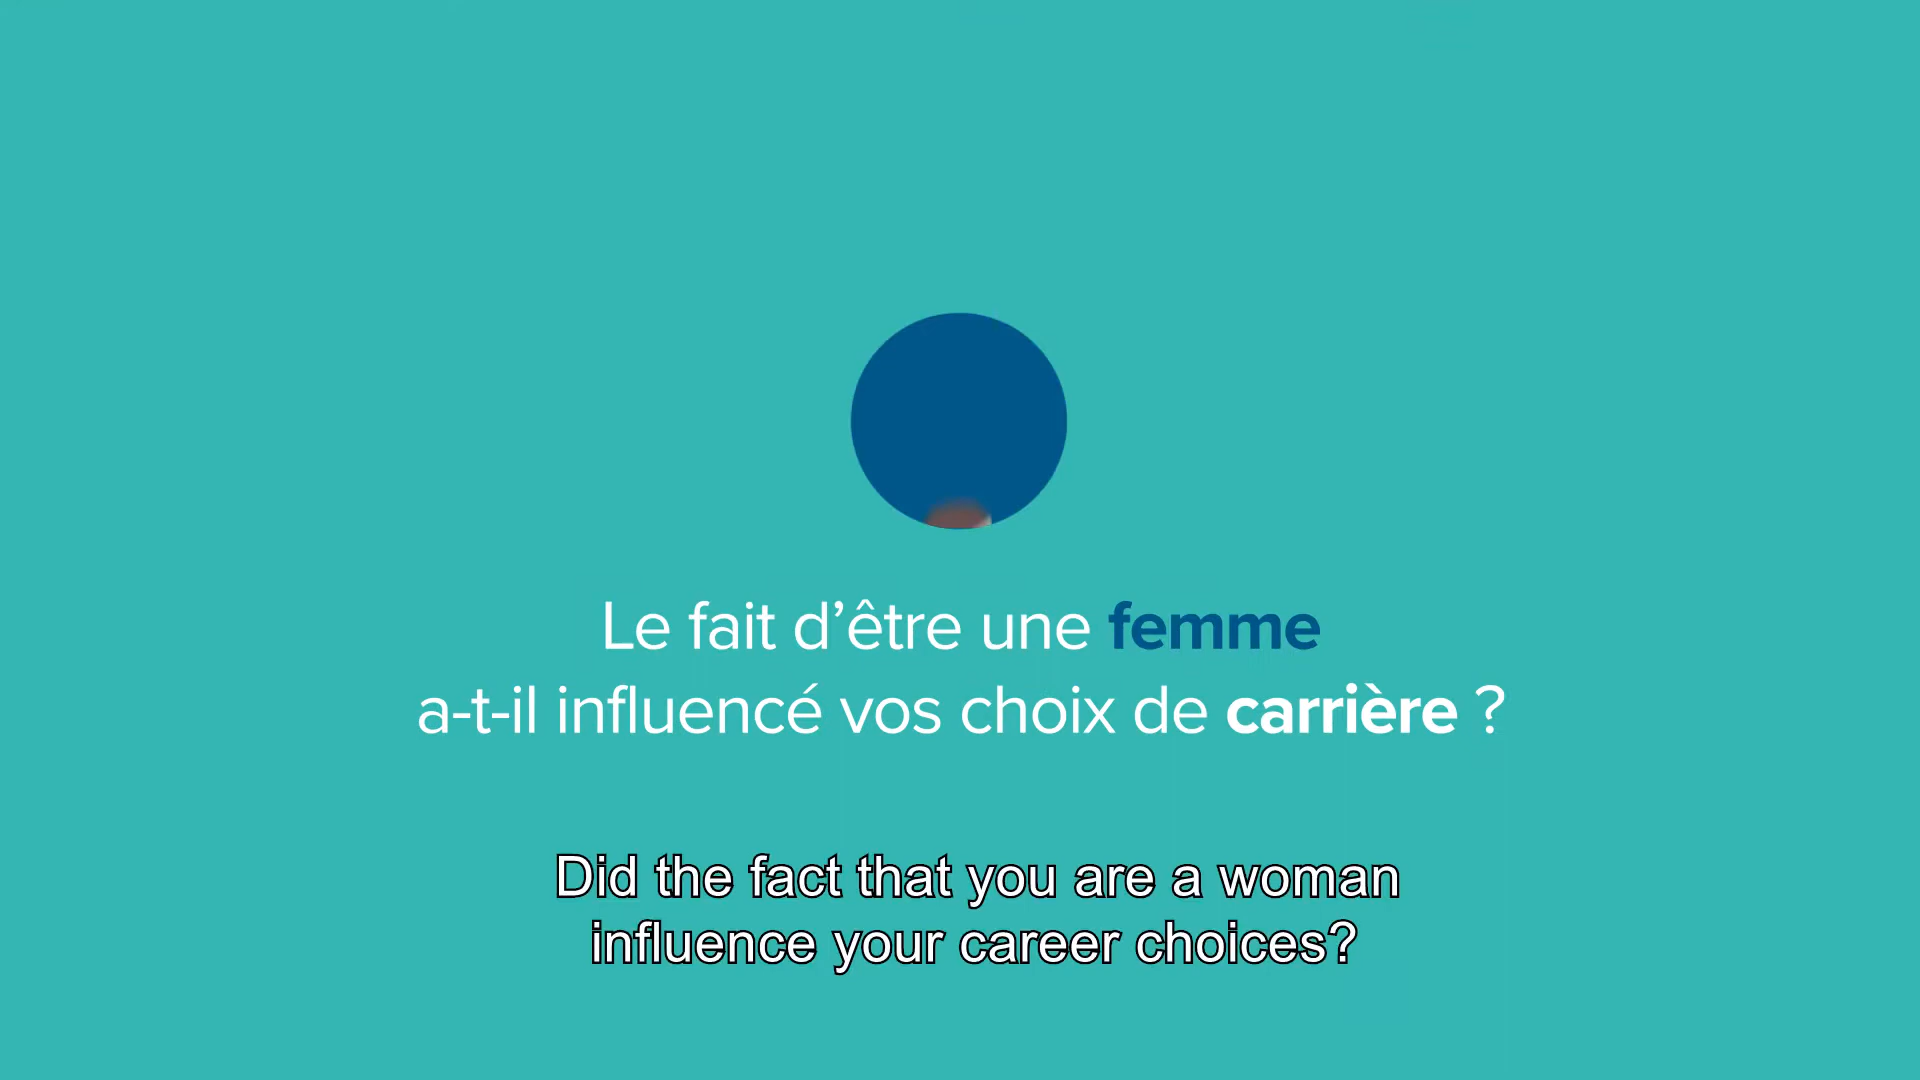 Le fait d’être une femme
a-t-il influencé vos choix de carrière ?
Did the fact that you are a woman
influence your career choices?